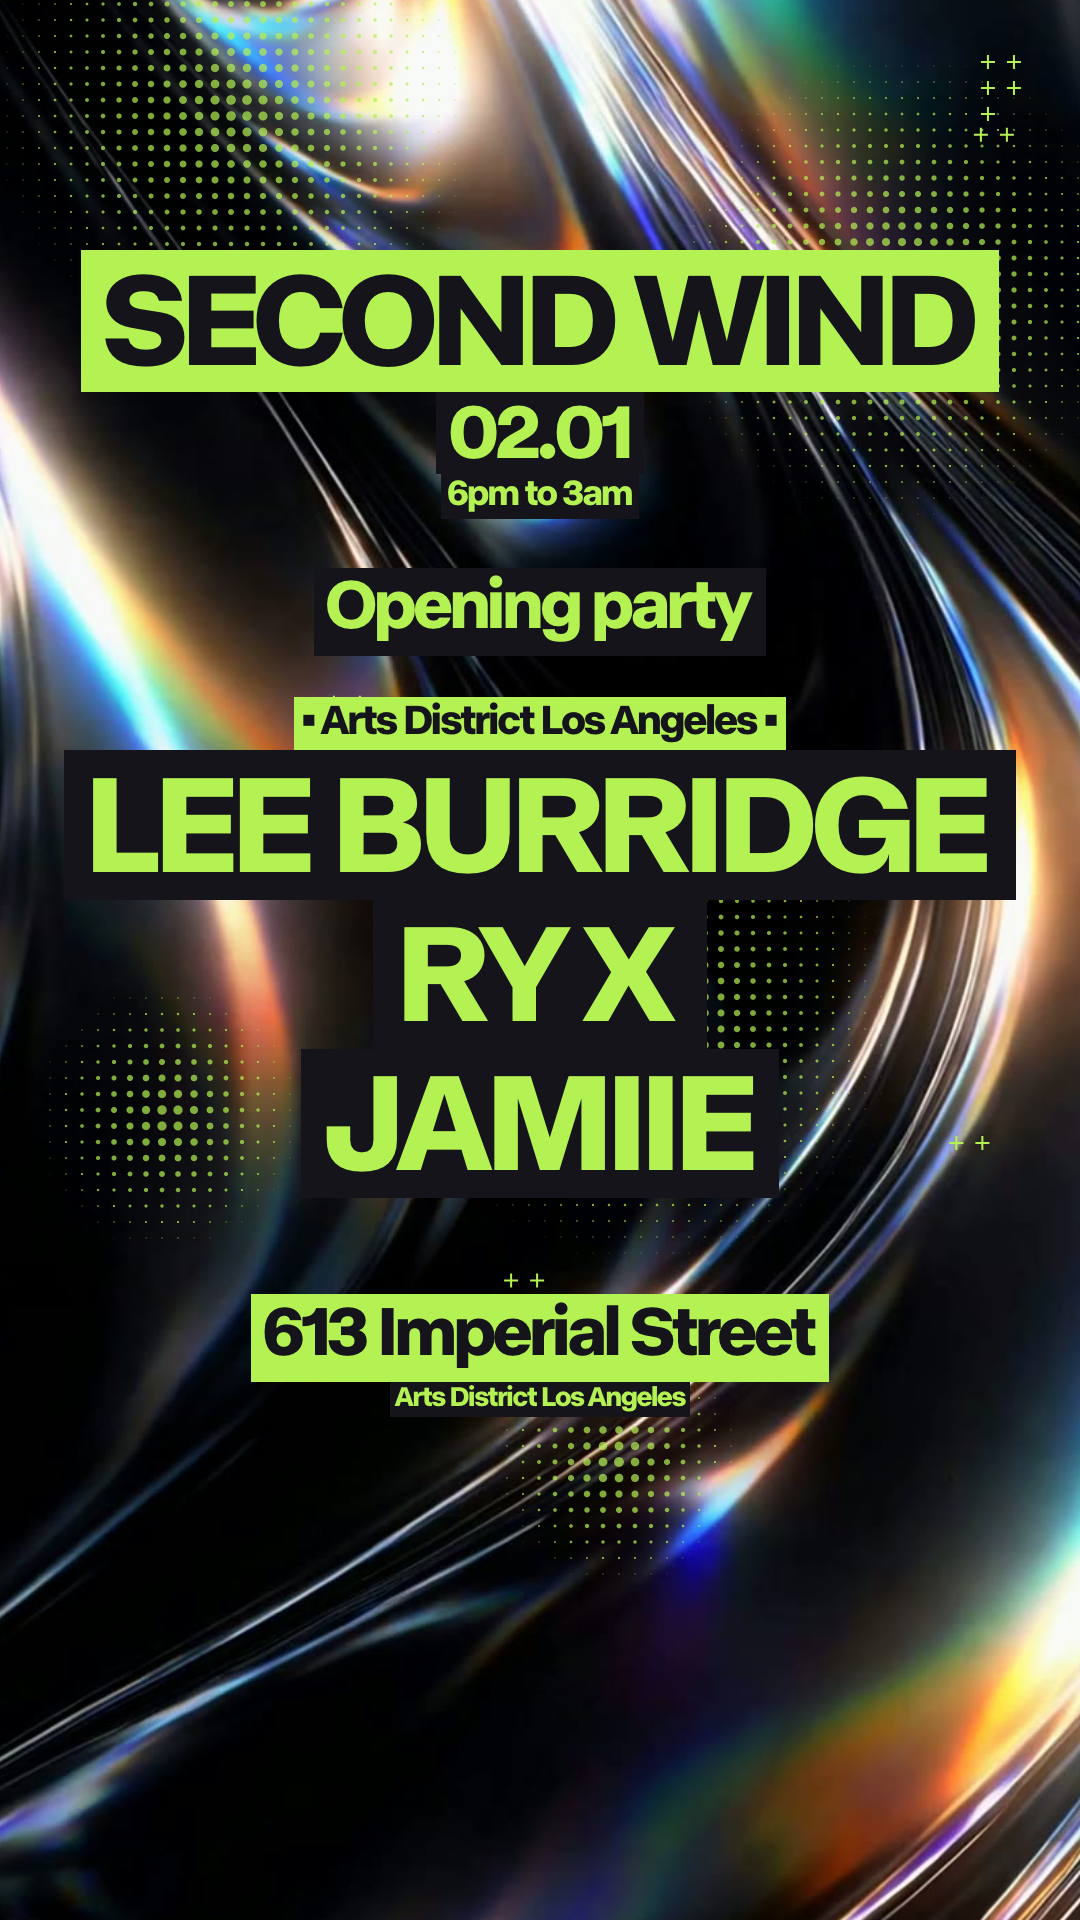 SECOND WIND
02.01
6pm to 3am
Opening party
▪ Arts District Los Angeles ▪
LEE BURRIDGE
RY X
JAMIIE
613 Imperial Street
Arts District Los Angeles